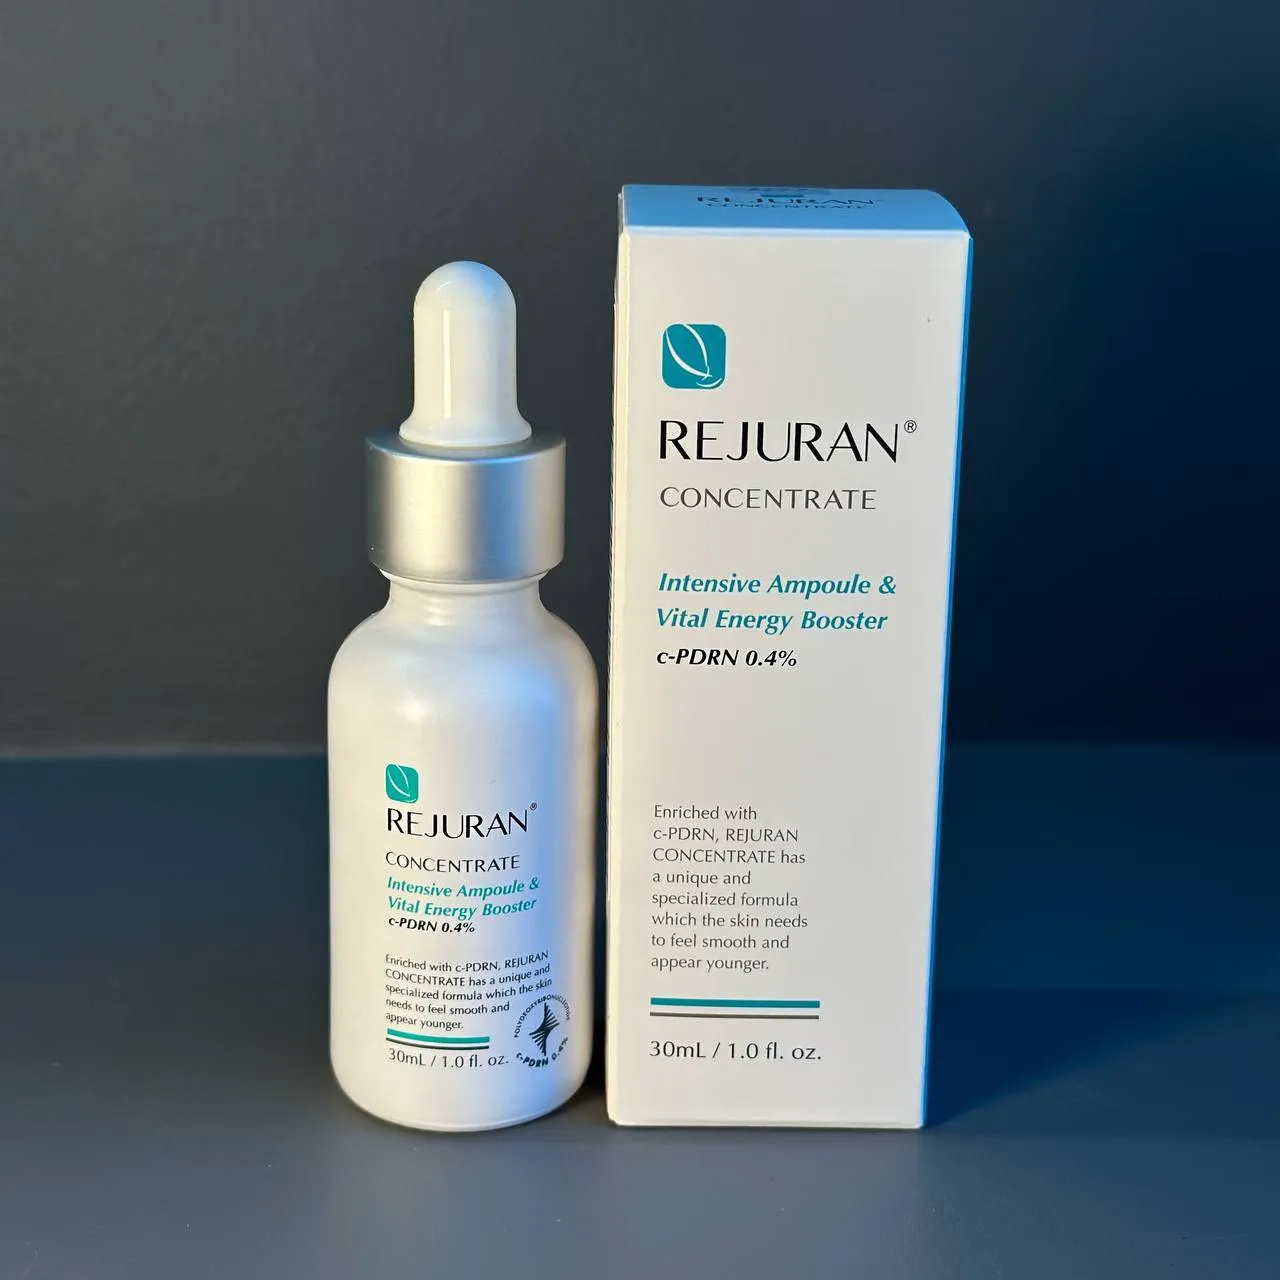 REJURAN
CONCENTRATE
REJURAN®
CONCENTRATE
Intensive Ampoule &
Vital Energy Booster
c-PDRN 0.4%
Enriched with c-PDRN, REJURAN
CONCENTRATE has a unique and
specialized formula which the skin
needs to feel smooth and
appear younger.
POLYDEOXYRIBONUCLEOTIDE
c-PDRN 0.4%
30mL / 1.0 fl. oz.
REJURAN®
CONCENTRATE
Intensive Ampoule &
Vital Energy Booster
c-PDRN 0.4%
Enriched with
c-PDRN, REJURAN
CONCENTRATE has
a unique and
specialized formula
which the skin needs
to feel smooth and
appear younger.
30mL / 1.0 fl. oz.